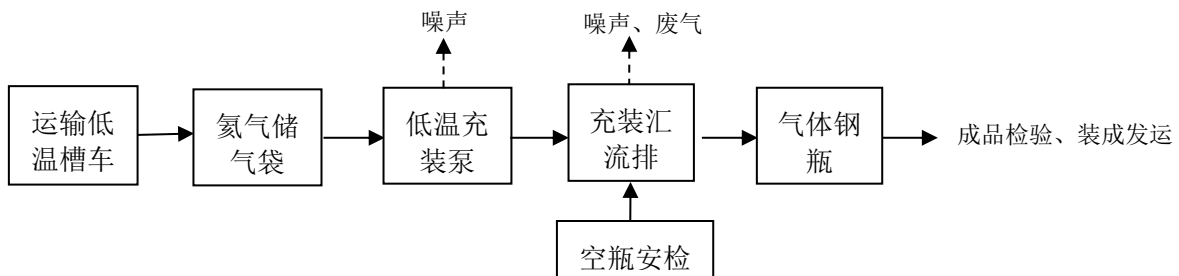 噪声
噪声、废气
运输低
温槽车
氦气储
气袋
低温充
装泵
充装汇
流排
气体钢
瓶
成品检验、装成发运
空瓶安检